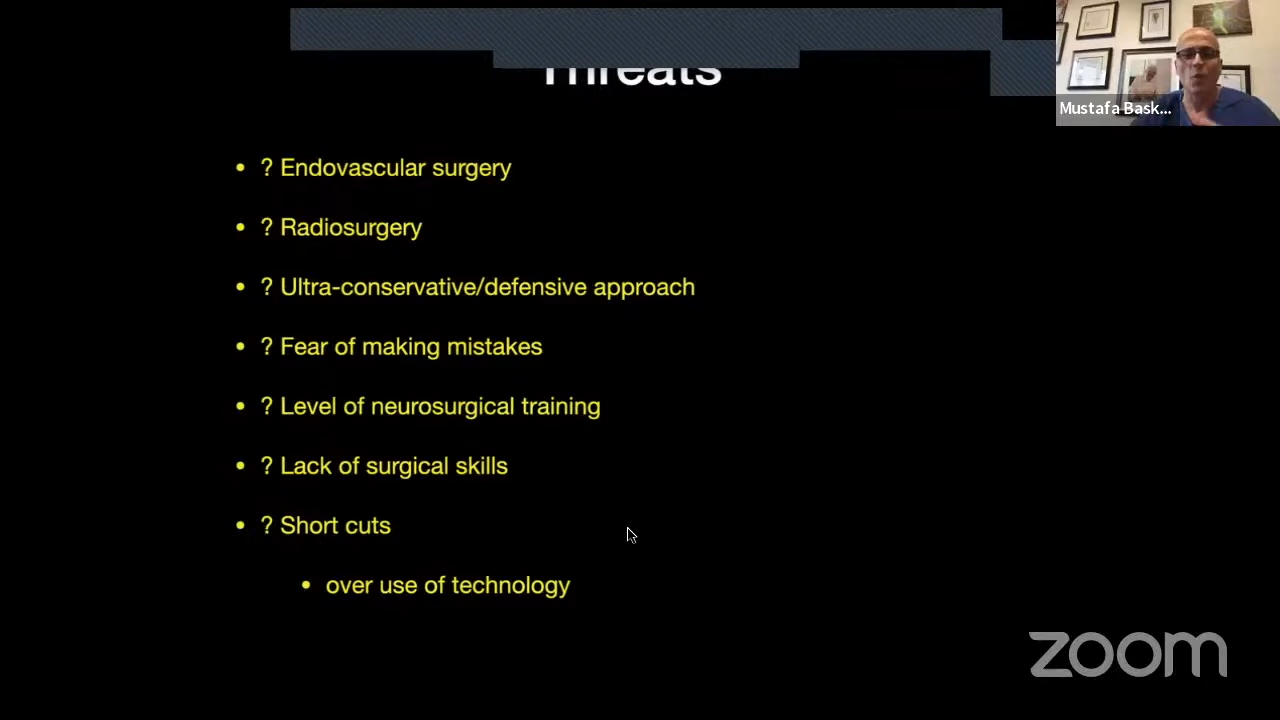 Threats
Mustafa Bask...
• ? Endovascular surgery
• ? Radiosurgery
• ? Ultra-conservative/defensive approach
• ? Fear of making mistakes
• ? Level of neurosurgical training
• ? Lack of surgical skills
• ? Short cuts
• over use of technology
zoom